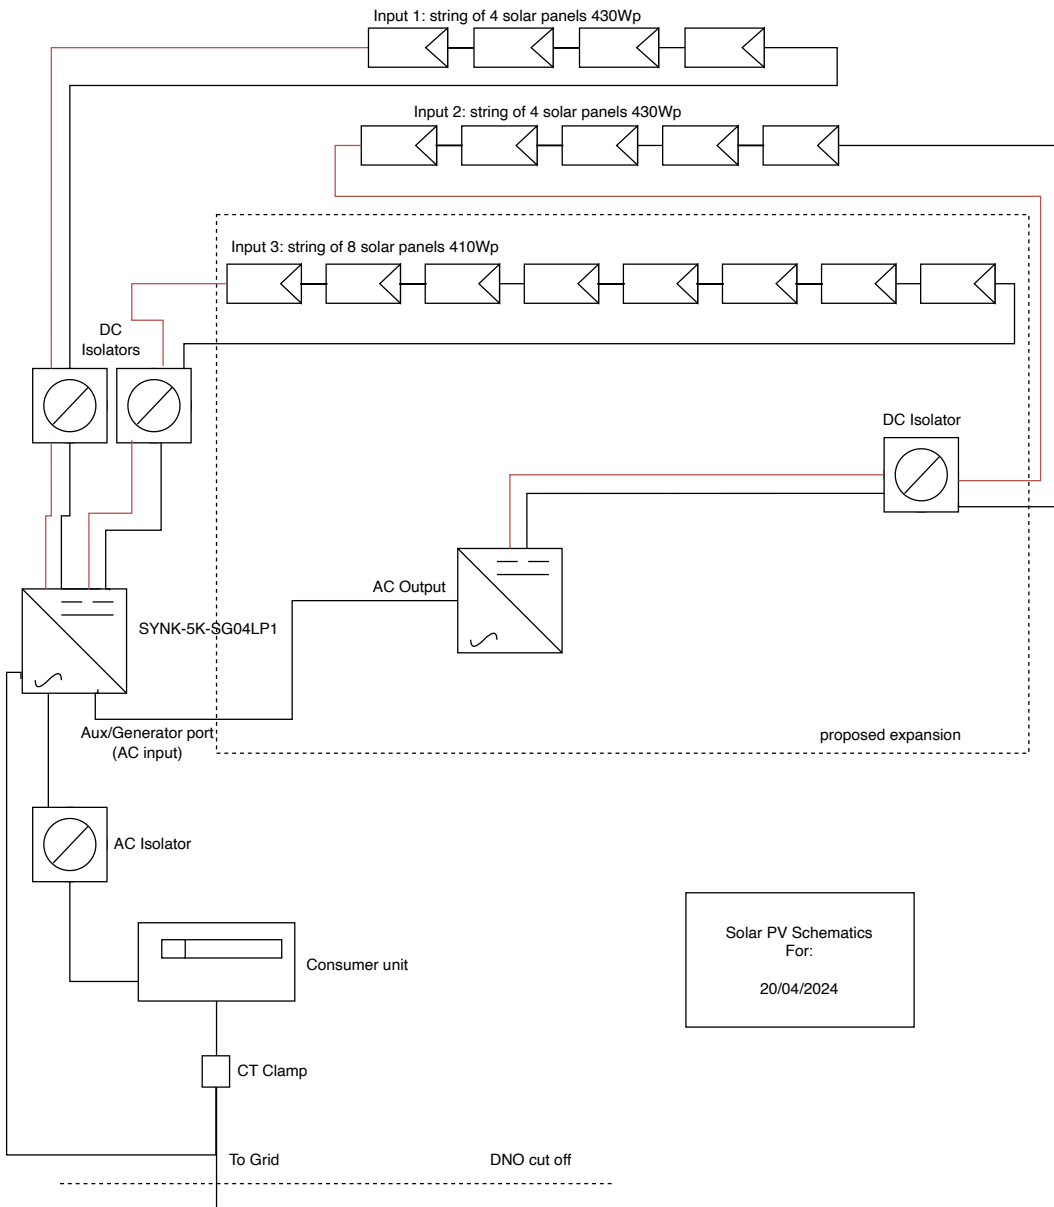 Input 1: string of 4 solar panels 430Wp
Input 2: string of 4 solar panels 430Wp
Input 3: string of 8 solar panels 410Wp
DC
Isolators
DC Isolator
AC Output
SYNK-5K-SG04LP1
Aux/Generator port
(AC input)
proposed expansion
AC Isolator
Solar PV Schematics
For:
20/04/2024
Consumer unit
CT Clamp
To Grid
DNO cut off